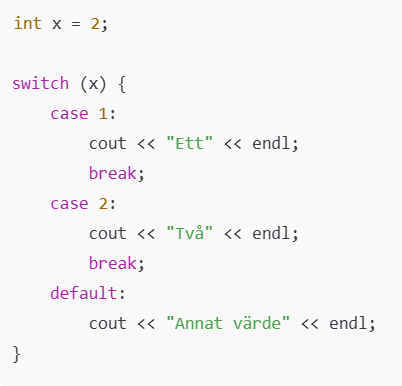 int x = 2;

switch (x) {
    case 1:
        cout << "Ett" << endl;
        break;
    case 2:
        cout << "Två" << endl;
        break;
    default:
        cout << "Annat värde" << endl;
}